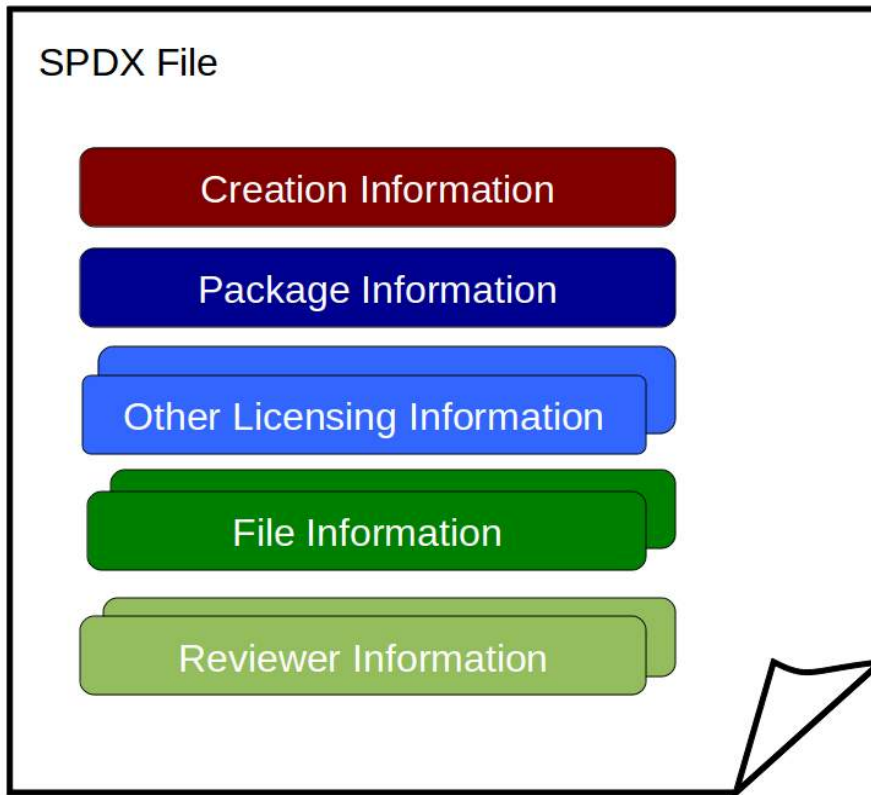 SPDX File
Creation Information
Package Information
Other Licensing Information
File Information
Reviewer Information